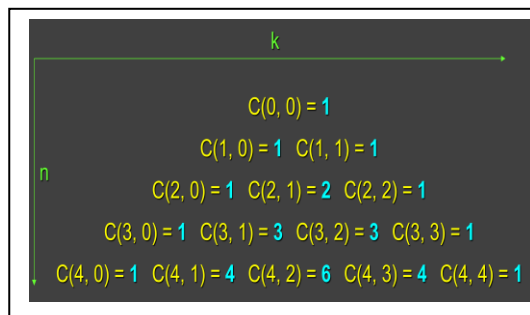 k
n
C(0, 0) = 1
C(1, 0) = 1 C(1, 1) = 1
C(2, 0) = 1 C(2, 1) = 2 C(2, 2) = 1
C(3, 0) = 1 C(3, 1) = 3 C(3, 2) = 3 C(3, 3) = 1
C(4, 0) = 1 C(4, 1) = 4 C(4, 2) = 6 C(4, 3) = 4 C(4, 4) = 1